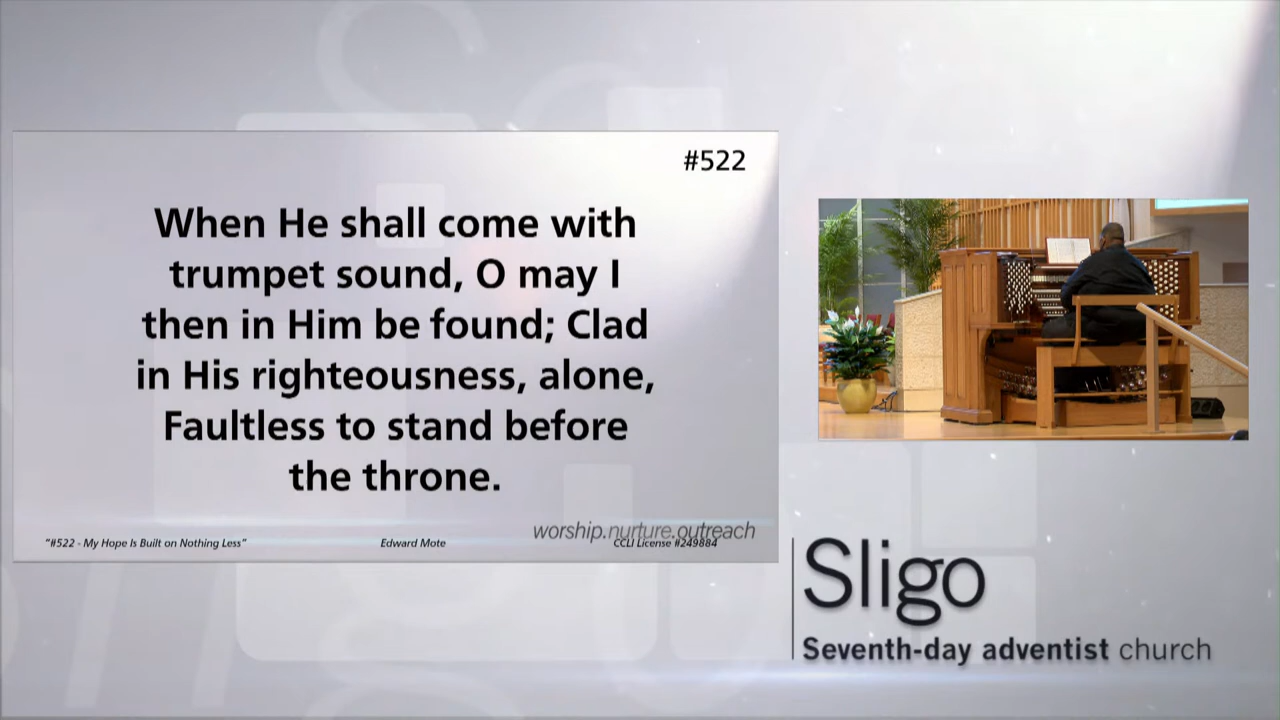 #522
When He shall come with
trumpet sound, O may I
then in Him be found; Clad
in His righteousness, alone,
Faultless to stand before
the throne.
worship.nurture.outreach
"#522 - My Hope Is Built on Nothing Less"
Edward Mote
CCLI License #249884
Sligo
Seventh-day adventist church